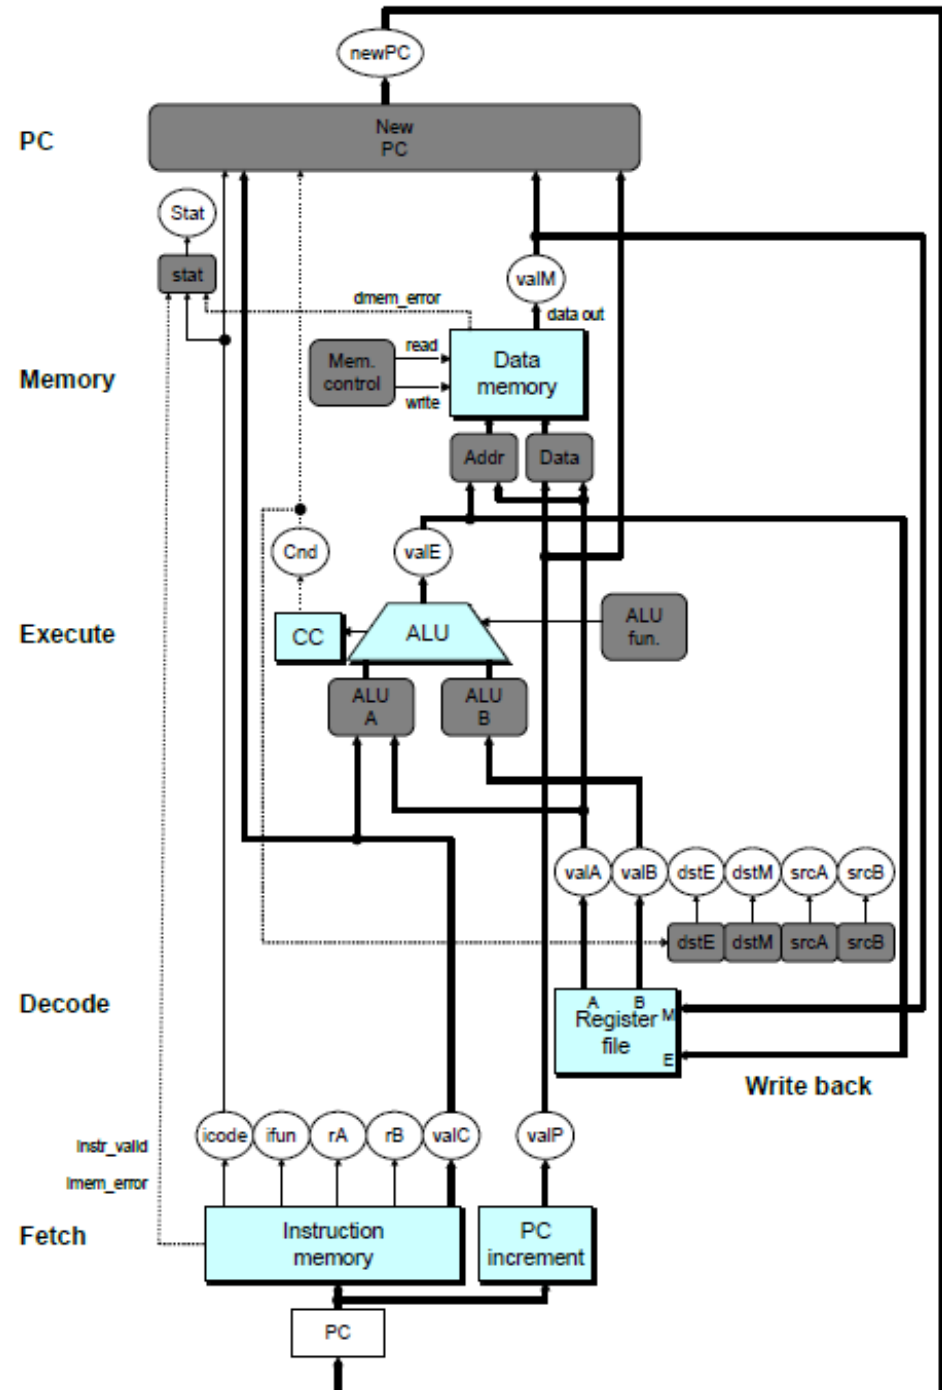 newPC
PC
New
PC
Stat
stat
valM
dmem_error
data out
Memory
Mem.
control
read
write
Data
memory
Addr
Data
Cnd
valE
Execute
CC
ALU
ALU
fun.
ALU
A
ALU
B
valA
valB
dstE
dstM
srcA
srcB
dstE
dstM
srcA
srcB
Decode
A
B
M
Register
file
E
Write back
icode
ifun
rA
rB
valC
valP
Instr_valid
Imem_error
Fetch
Instruction
memory
PC
increment
PC